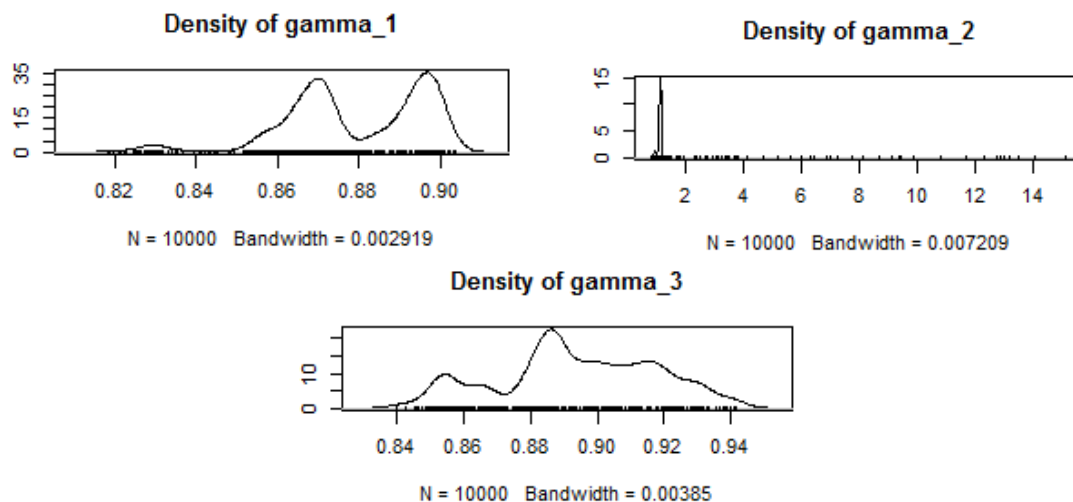 Density of gamma_1
35
15
0
0.82 0.84 0.86 0.88 0.90
N = 10000 Bandwidth = 0.002919
Density of gamma_2
15
5
0
2 4 6 8 10 12 14
N = 10000 Bandwidth = 0.007209
Density of gamma_3
10
0
0.84 0.86 0.88 0.90 0.92 0.94
N = 10000 Bandwidth = 0.00385